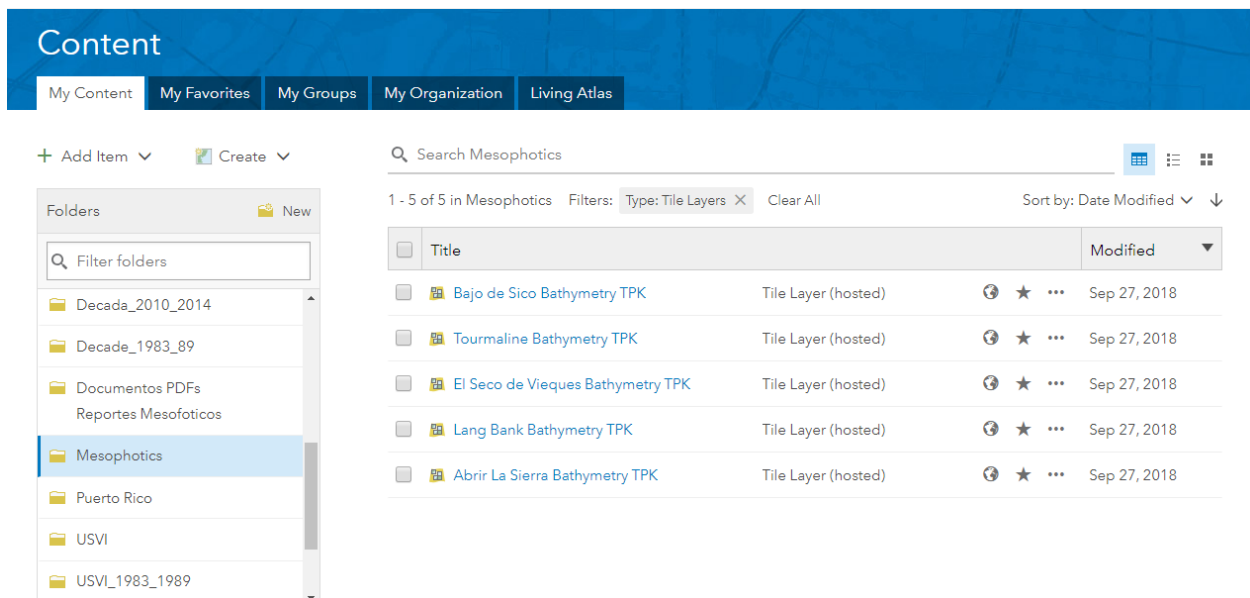 Content
My Content My Favorites My Groups My Organization Living Atlas
Add Item Create
Search Mesophotics
Folders New
1 - 5 of 5 in Mesophotics Filters: Type: Tile Layers Clear All Sort by: Date Modified
Filter folders
Title Modified
Decada_2010_2014
Decade_1983_89
Documentos PDFs
Reportes Mesofoticos
Mesophotics
Puerto Rico
USVI
USVI_1983_1989
Bajo de Sico Bathymetry TPK Tile Layer (hosted) Sep 27, 2018
Tourmaline Bathymetry TPK Tile Layer (hosted) Sep 27, 2018
El Seco de Vieques Bathymetry TPK Tile Layer (hosted) Sep 27, 2018
Lang Bank Bathymetry TPK Tile Layer (hosted) Sep 27, 2018
Abrir La Sierra Bathymetry TPK Tile Layer (hosted) Sep 27, 2018